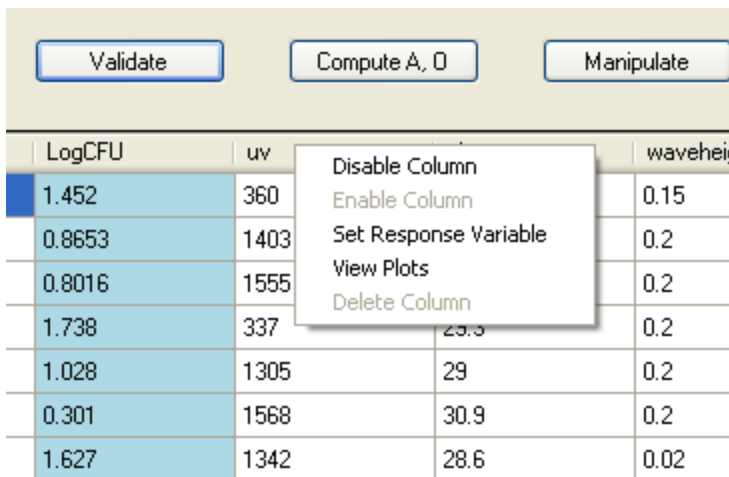 Validate Compute A, O Manipulate
LogCFU uv
Disable Column
Enable Column
Set Response Variable
View Plots
Delete Column
1.452 360 0.15
0.8653 1403 0.2
0.8016 1555 0.2
1.738 337 29.3 0.2
1.028 1305 29 0.2
0.301 1568 30.9 0.2
1.627 1342 28.6 0.02